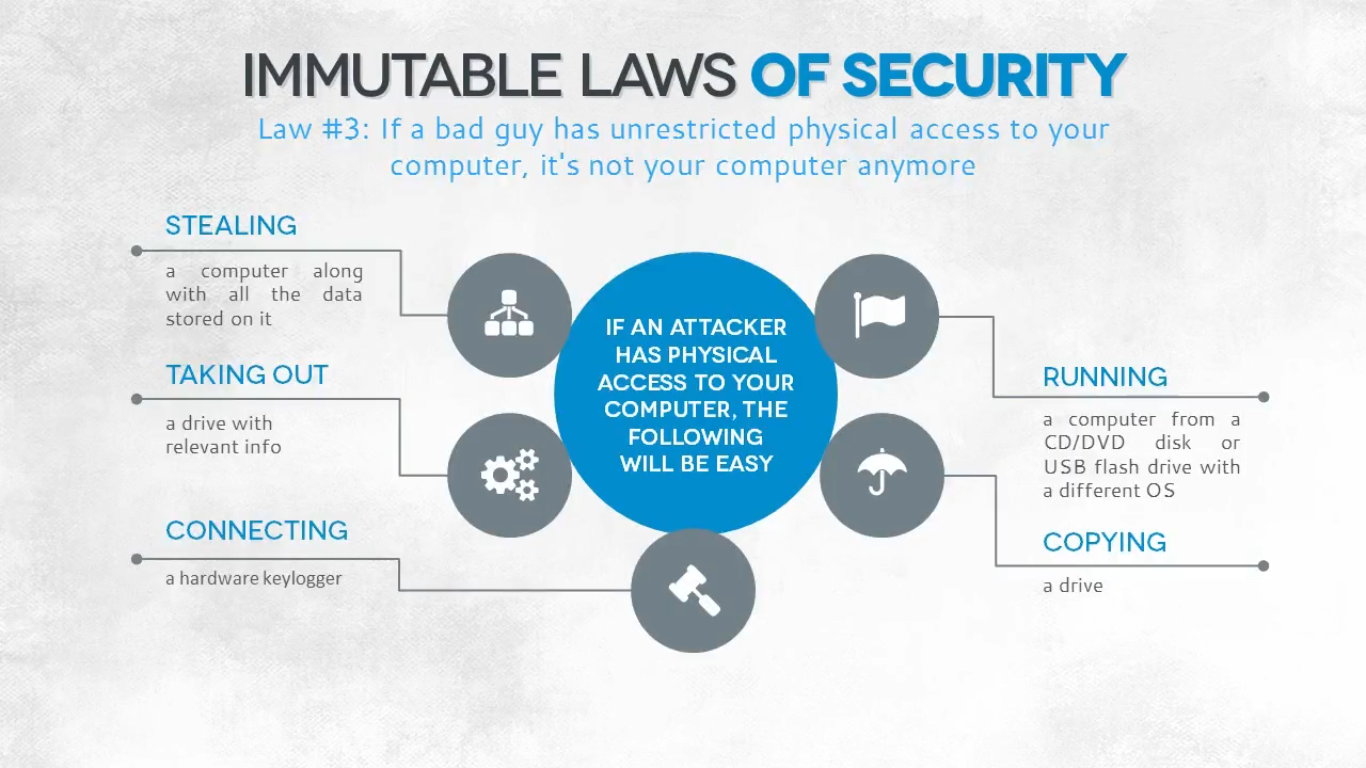 IMMUTABLE LAWS OF SECURITY
Law #3: If a bad guy has unrestricted physical access to your
computer, it's not your computer anymore
STEALING
a computer along
with all the data
stored on it
TAKING OUT
a drive with
relevant info
CONNECTING
a hardware keylogger
IF AN ATTACKER
HAS PHYSICAL
ACCESS TO YOUR
COMPUTER, THE
FOLLOWING
WILL BE EASY
RUNNING
a computer from a
CD/DVD disk or
USB flash drive with
a different OS
COPYING
a drive